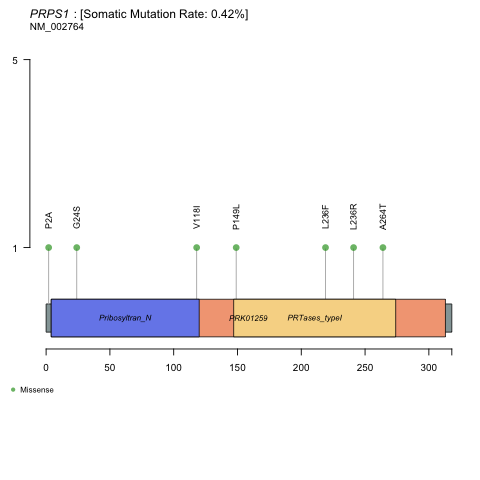 PRPS1 : [Somatic Mutation Rate: 0.42%]
NM_002764
5
1
P2A
G24S
V118I
P149L
L236F
L236R
A264T
Pribosyltran_N
PRK01259
PRTases_typeI
0
50
100
150
200
250
300
Missense